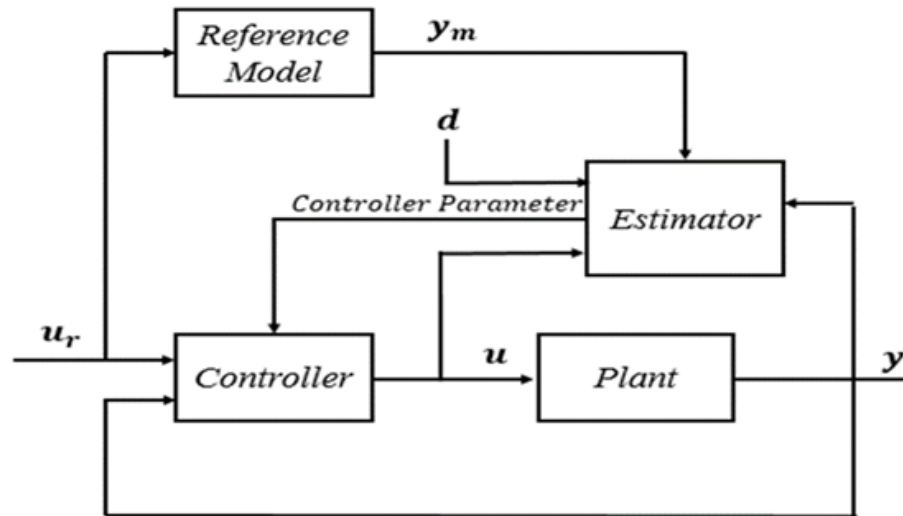 Reference
Model
y_m
d
Controller Parameter
Estimator
u_r
Controller
u
Plant
y